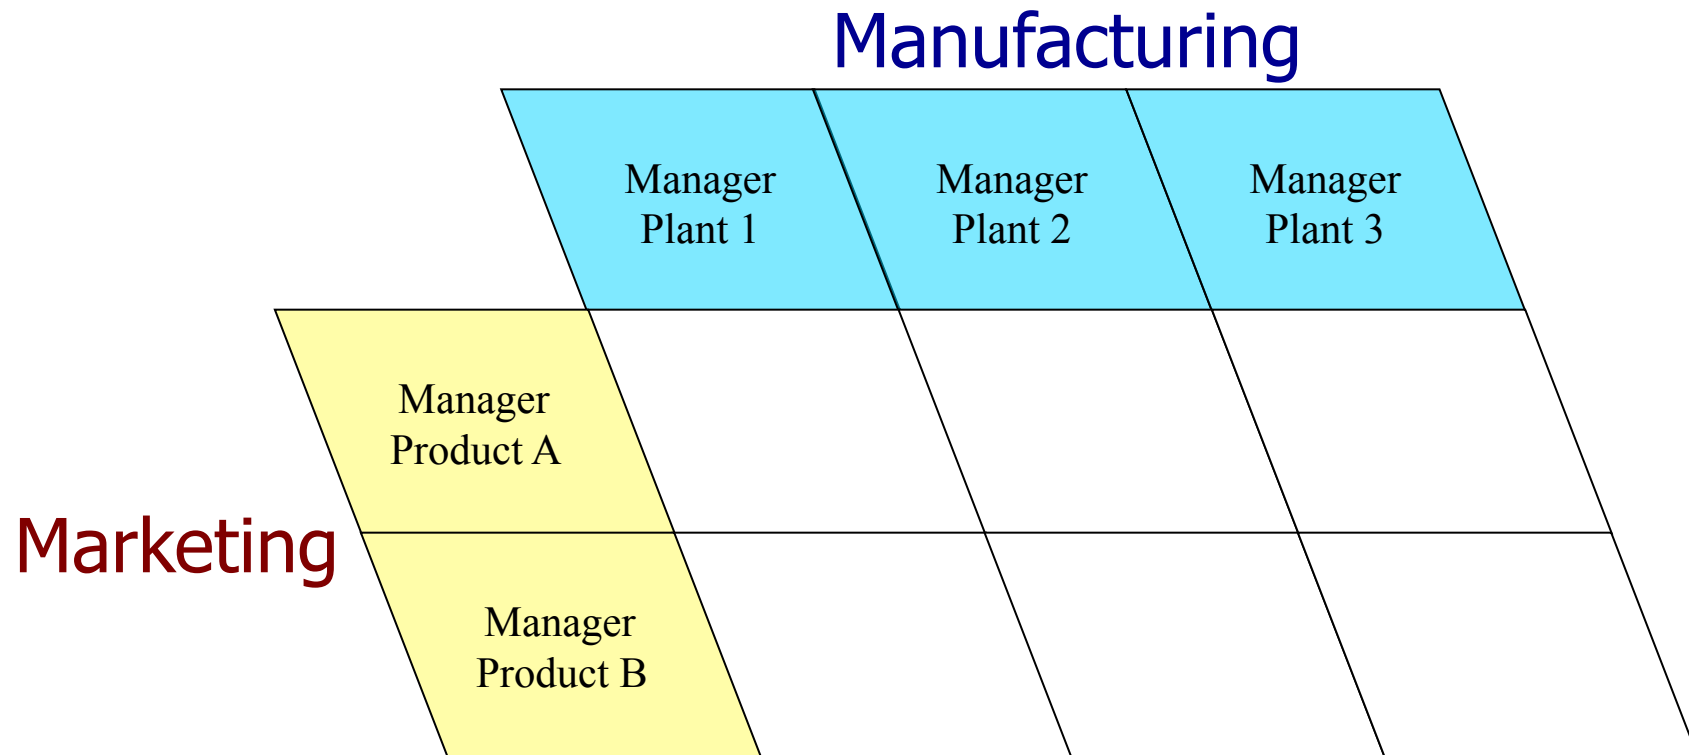 Manufacturing
Manager
Plant 1
Manager
Plant 2
Manager
Plant 3
Manager
Product A
Marketing
Manager
Product B